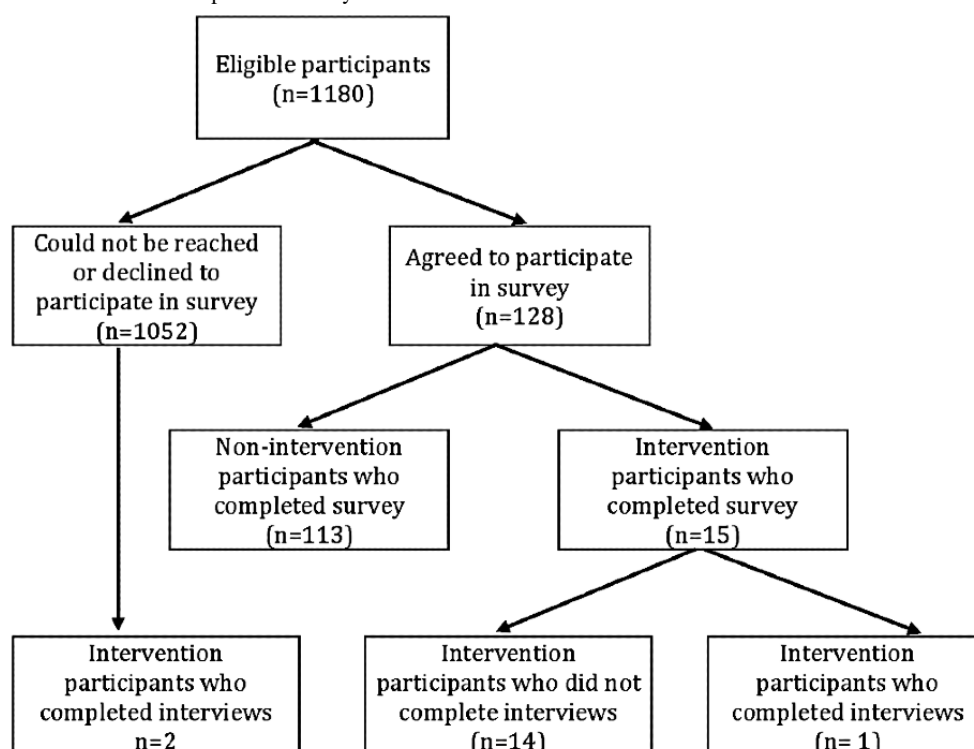 Eligible participants
(n=1180)
Could not be reached
or declined to
participate in survey
(n=1052)
Agreed to participate
in survey
(n=128)
Non-intervention
participants who
completed survey
(n=113)
Intervention
participants who
completed survey
(n=15)
Intervention
participants who
completed interviews
n=2
Intervention
participants who did not
complete interviews
(n=14)
Intervention
participants who
completed interviews
(n= 1)